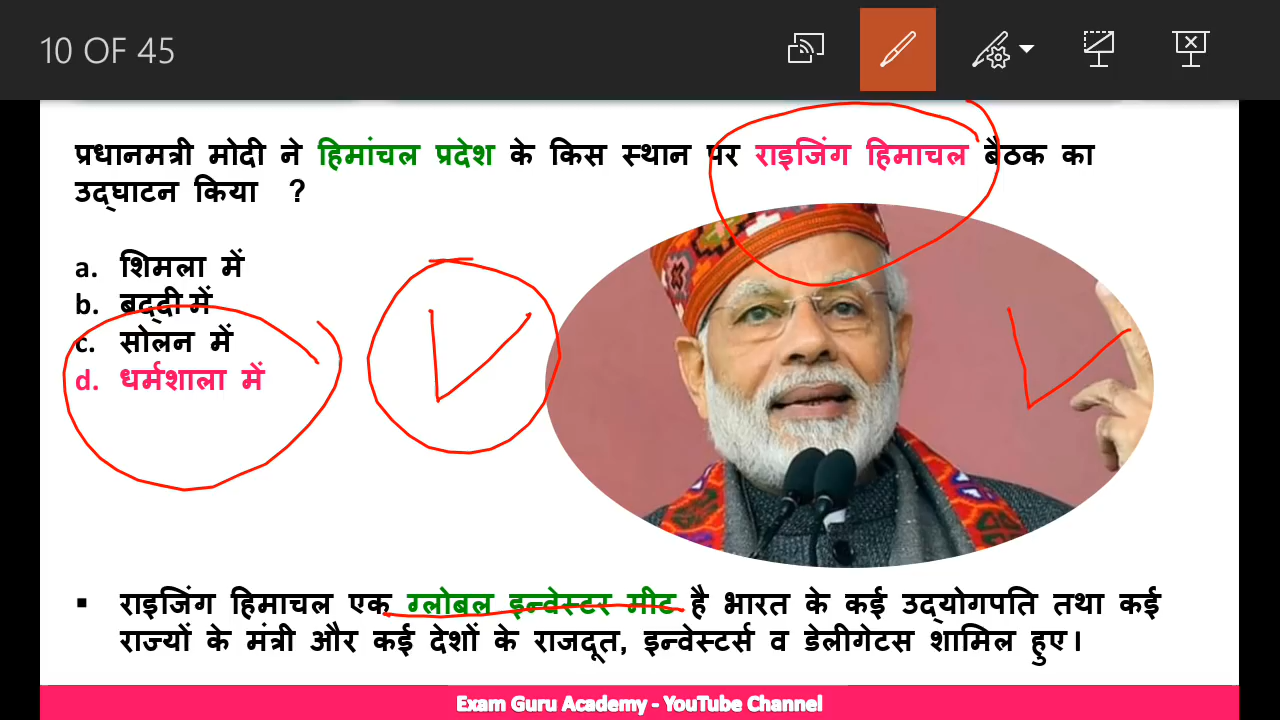 10 OF 45
प्रधानमत्री मोदी ने हिमांचल प्रदेश के किस स्थान पर राइजिंग हिमाचल बैठक का
उद्घाटन किया ?
a. शिमला में
b. बद्दी में
c. सोलन में
d. धर्मशाला में
▪ राइजिंग हिमाचल एक ग्लोबल इन्वेस्टर मीट है भारत के कई उद्योगपति तथा कई
राज्यों के मंत्री और कई देशों के राजदूत, इन्वेस्टर्स व डेलीगेटस शामिल हुए।
Exam Guru Academy - YouTube Channel